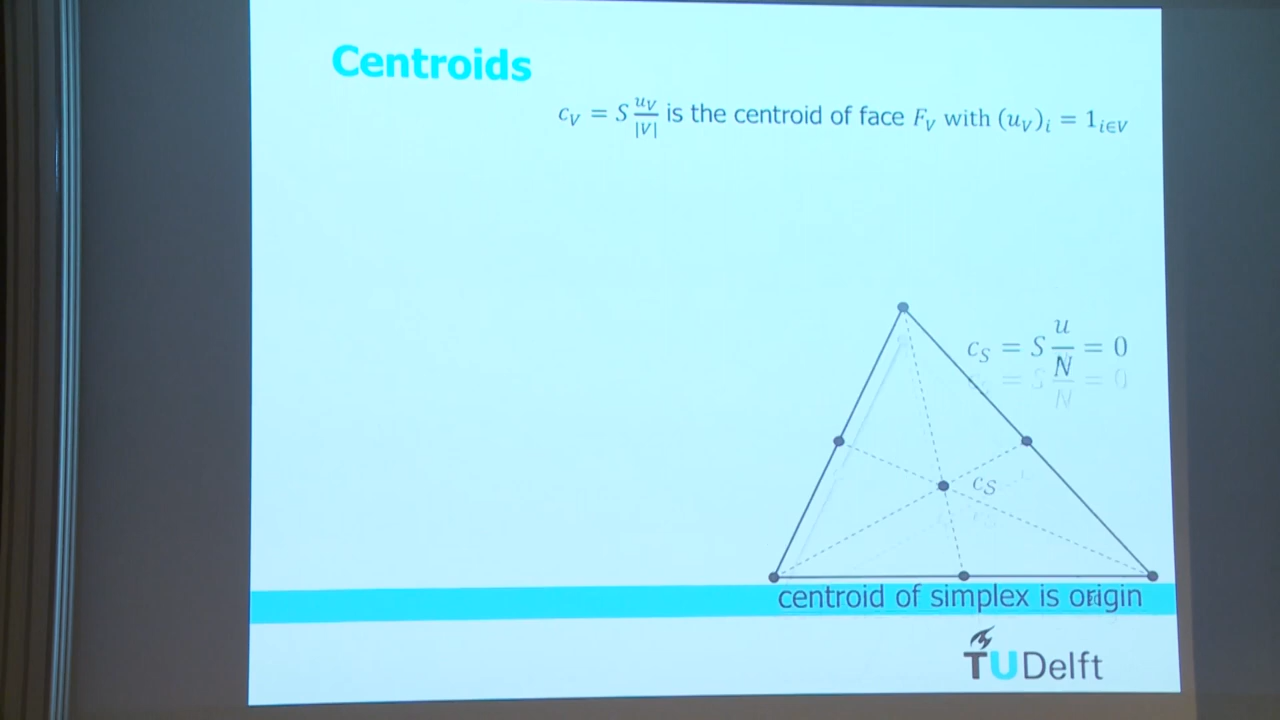 Centroids
c_V = S u_V/|V| is the centroid of face F_V with (u_V)_i = 1_{i∈V}
c_S = S u/N = 0
c_S
centroid of simplex is origin
TUDelft